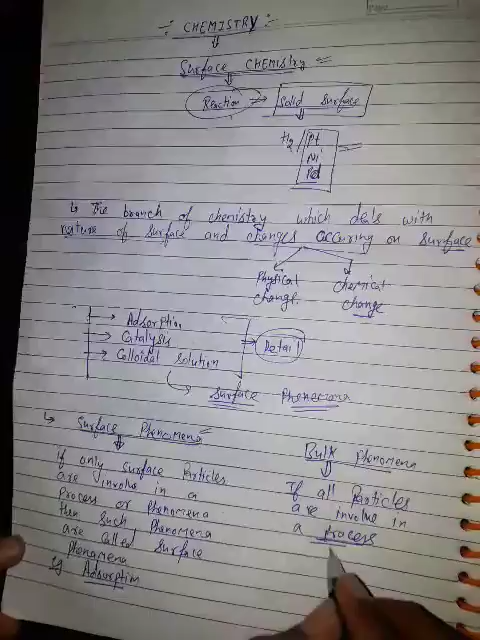 CHEMISTRY
Surface CHEMISTRY
Reaction → Solid Surface
H2/ Pt
Ni
Pd
↳ The branch of chemistry which deals with
nature of surface and changes occuring on surface
Physical change. chemical change
→ Adsorption
→ Catalysis
→ Colloidal Solution
Detail
Surface Phenomena
↳ Surface Phenomena
If only surface Particles
are involve in a
Process or Phenomena
then such Phenomena
are called surface
Phenomena
eg Adsorption
Bulk Phenomena
If all Particles
are involve in
a process